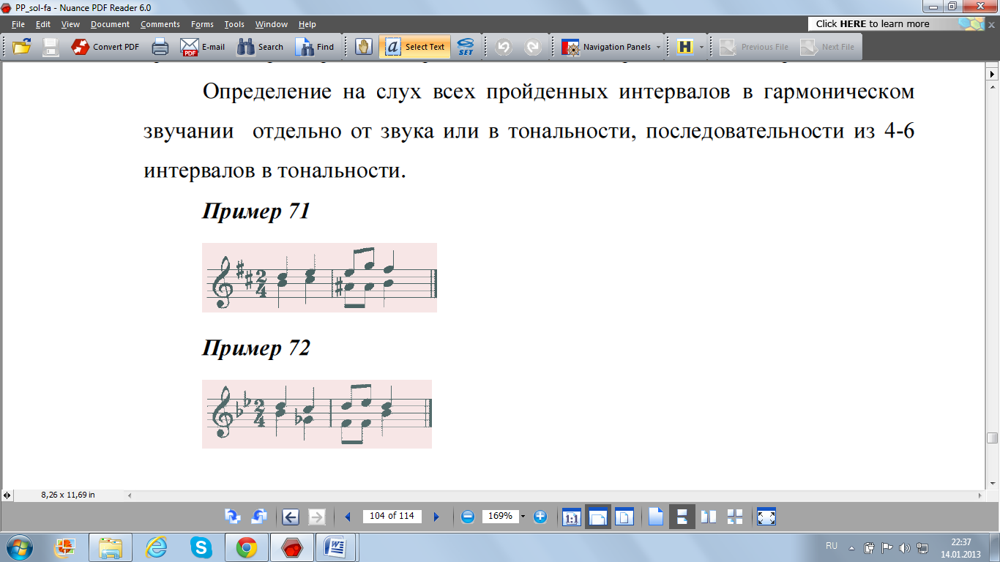 PP_sol-fa - Nuance PDF Reader 6.0
File Edit View Document Comments Forms Tools Window Help
Click HERE to learn more
Convert PDF E-mail Search Find Select Text SET Navigation Panels H Previous File Next File
Определение на слух всех пройденных интервалов в гармоническом
звучании отдельно от звука или в тональности, последовательности из 4-6
интервалов в тональности.
Пример 71
2
4
Пример 72
2
4
8,26 x 11,69 in
104 of 114 169% 1:1
RU 22:37
14.01.2013